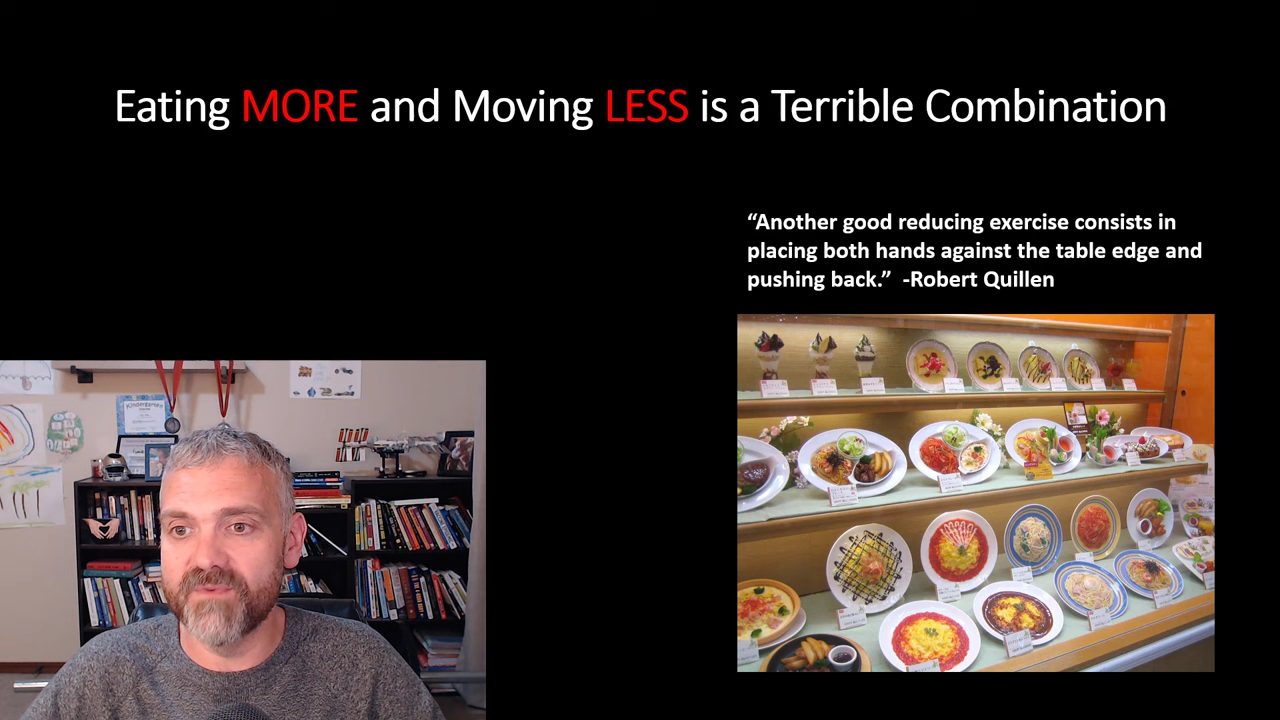 Eating MORE and Moving LESS is a Terrible Combination
“Another good reducing exercise consists in
placing both hands against the table edge and
pushing back.”  -Robert Quillen
Kindergarten